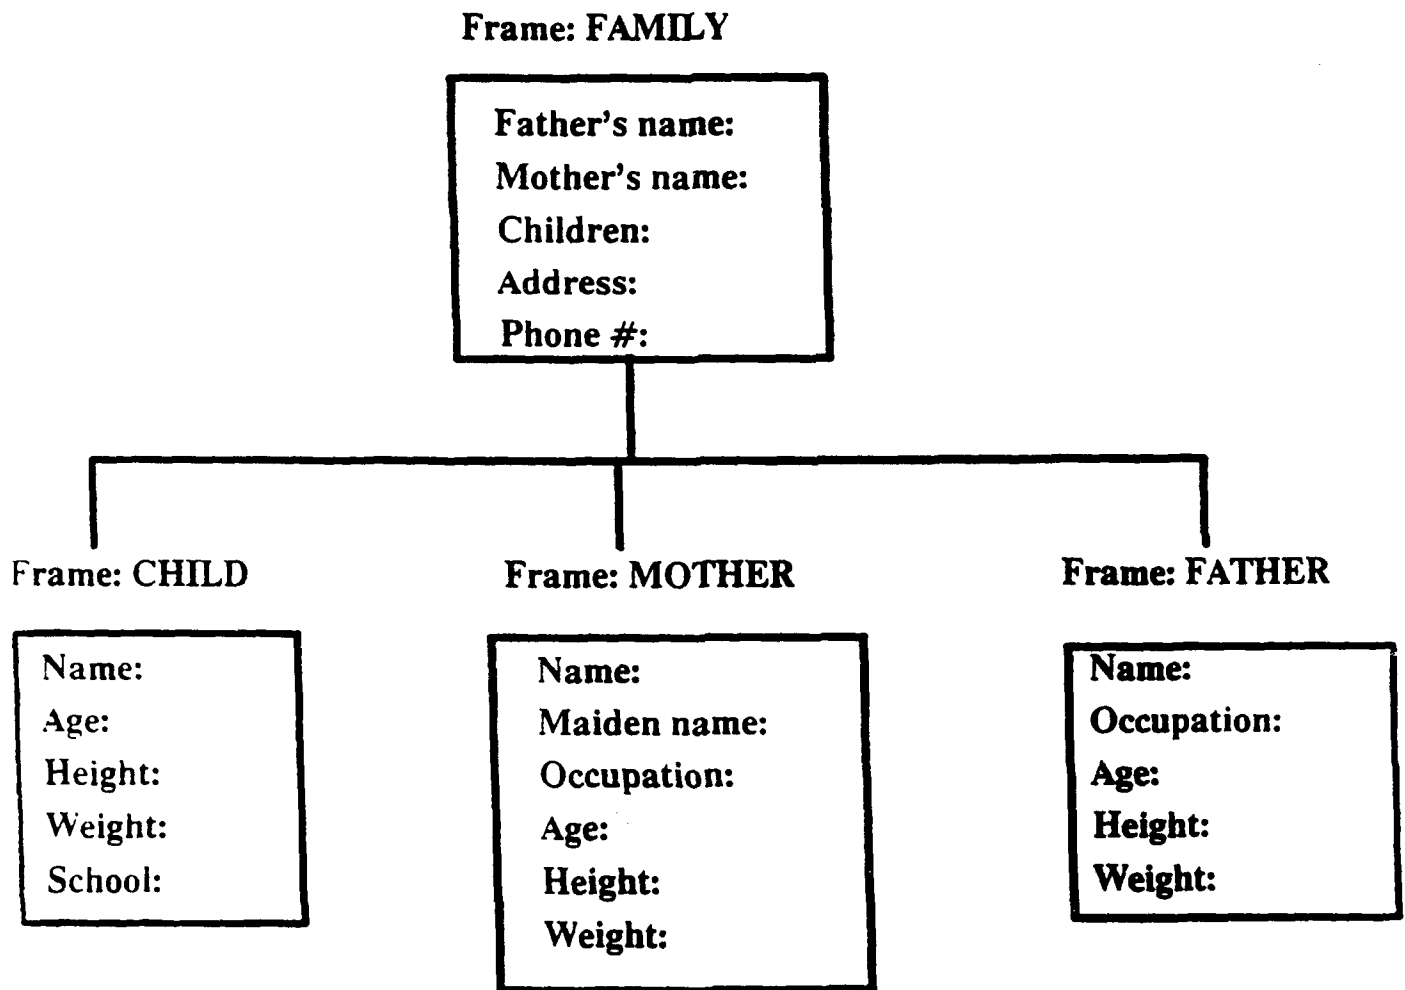 Frame: FAMILY
Father's name:
Mother's name:
Children:
Address:
Phone #:
Frame: CHILD
Name:
Age:
Height:
Weight:
School:
Frame: MOTHER
Name:
Maiden name:
Occupation:
Age:
Height:
Weight:
Frame: FATHER
Name:
Occupation:
Age:
Height:
Weight: